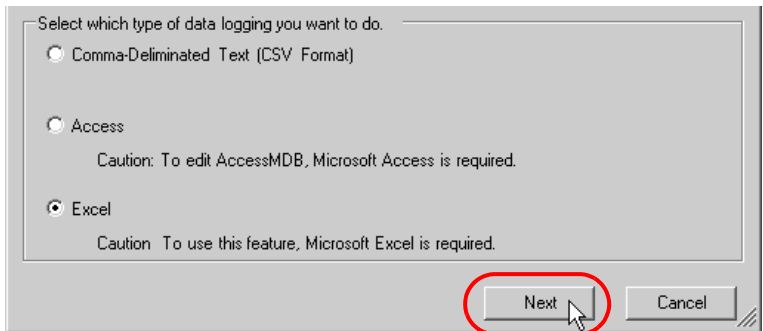 Select which type of data logging you want to do.
Comma-Deliminated Text (CSV Format)
Access
Caution: To edit AccessMDB, Microsoft Access is required.
Excel
Caution To use this feature, Microsoft Excel is required.
Next Cancel